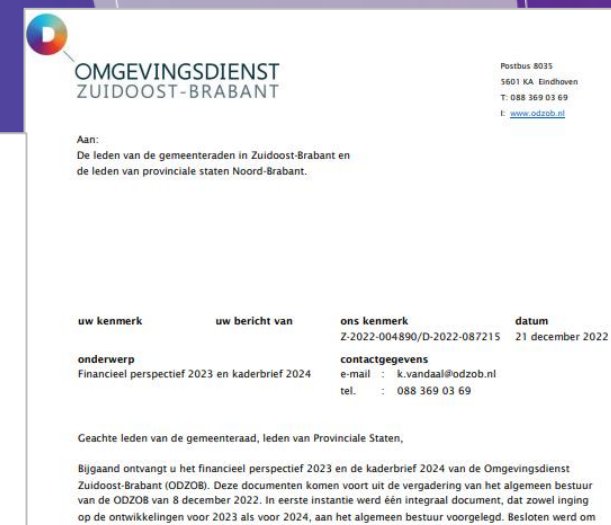 OMGEVINGSDIENST
ZUIDOOST-BRABANT
Postbus 8035
5601 KA Eindhoven
T: 088 369 03 69
I: www.odzob.nl
Aan:
De leden van de gemeenteraden in Zuidoost-Brabant en
de leden van provinciale staten Noord-Brabant.
uw kenmerk uw bericht van ons kenmerk datum
Z-2022-004890/D-2022-087215 21 december 2022
onderwerp contactgegevens
Financieel perspectief 2023 en kaderbrief 2024 e-mail : k.vandaal@odzob.nl
tel. : 088 369 03 69
Geachte leden van de gemeenteraad, leden van Provinciale Staten,
Bijgaand ontvangt u het financieel perspectief 2023 en de kaderbrief 2024 van de Omgevingsdienst
Zuidoost-Brabant (ODZOB). Deze documenten komen voort uit de vergadering van het algemeen bestuur
van de ODZOB van 8 december 2022. In eerste instantie werd één integraal document, dat zowel inging
op de ontwikkelingen voor 2023 als voor 2024, aan het algemeen bestuur voorgelegd. Besloten werd om